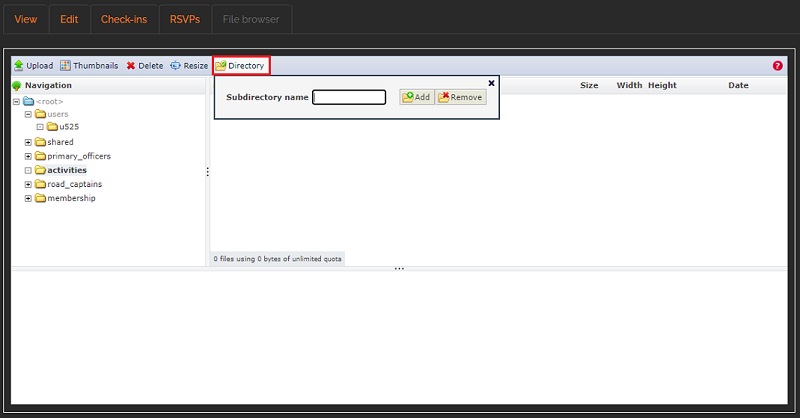 View Edit Check-ins RSVPs File browser
Upload Thumbnails Delete Resize Directory ?
Navigation Size Width Height Date
Subdirectory name Add Remove
<root>
users
u525
shared
primary_officers
activities
road_captains
membership
0 files using 0 bytes of unlimited quota